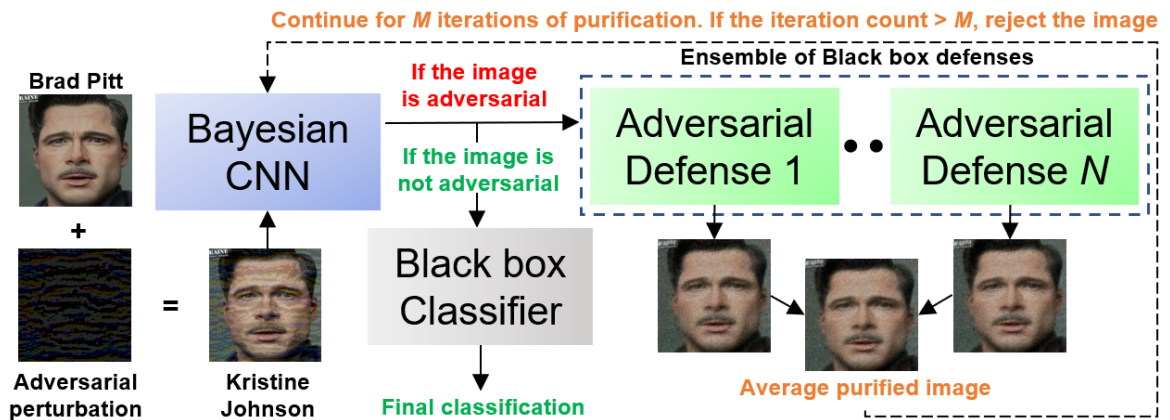 Continue for M iterations of purification. If the iteration count > M, reject the image
Ensemble of Black box defenses
Brad Pitt
Bayesian
CNN
If the image
is adversarial
If the image is
not adversarial
Adversarial
Defense 1
Adversarial
Defense N
+
=
Black box
Classifier
Adversarial
perturbation
Kristine
Johnson
Final classification
Average purified image